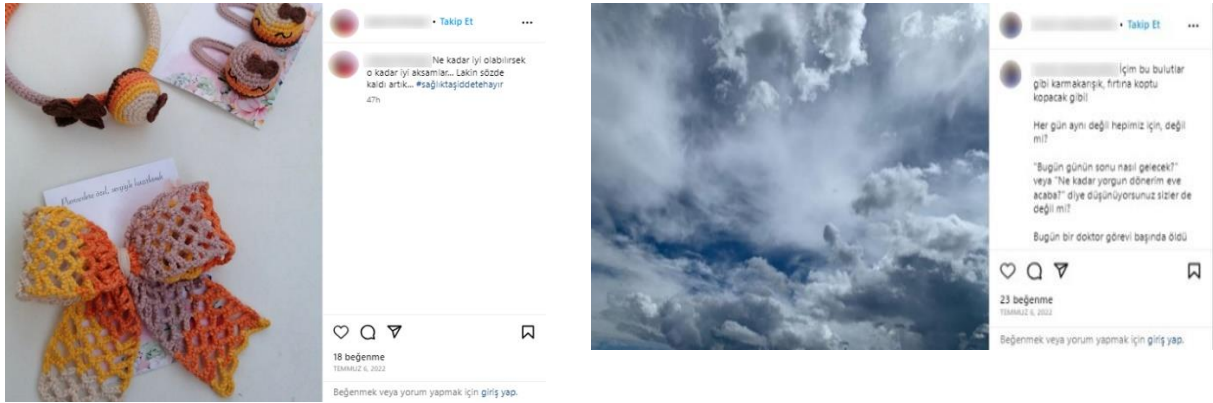 • Takip Et
Ne kadar iyi olabilirsek
o kadar iyi aksamlar... Lakin sözde
kaldı artık... #sağlıktaşiddetehayır
47h
18 beğenme
TEMMUZ 6, 2022
Beğenmek veya yorum yapmak için giriş yap.
• Takip Et
İçim bu bulutlar
gibi karmakarışık, fırtına koptu
kopacak gibi!
Her gün aynı değil hepimiz için, değil
mi?
"Bugün günün sonu nasıl gelecek?"
veya "Ne kadar yorgun dönerim eve
acaba?" diye düşünüyorsunuz sizler de
değil mi?
Bugün bir doktor görevi başında öldü
23 beğenme
TEMMUZ 6, 2022
Beğenmek veya yorum yapmak için giriş yap.